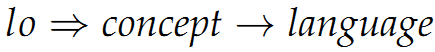 lo ⇒ concept → language